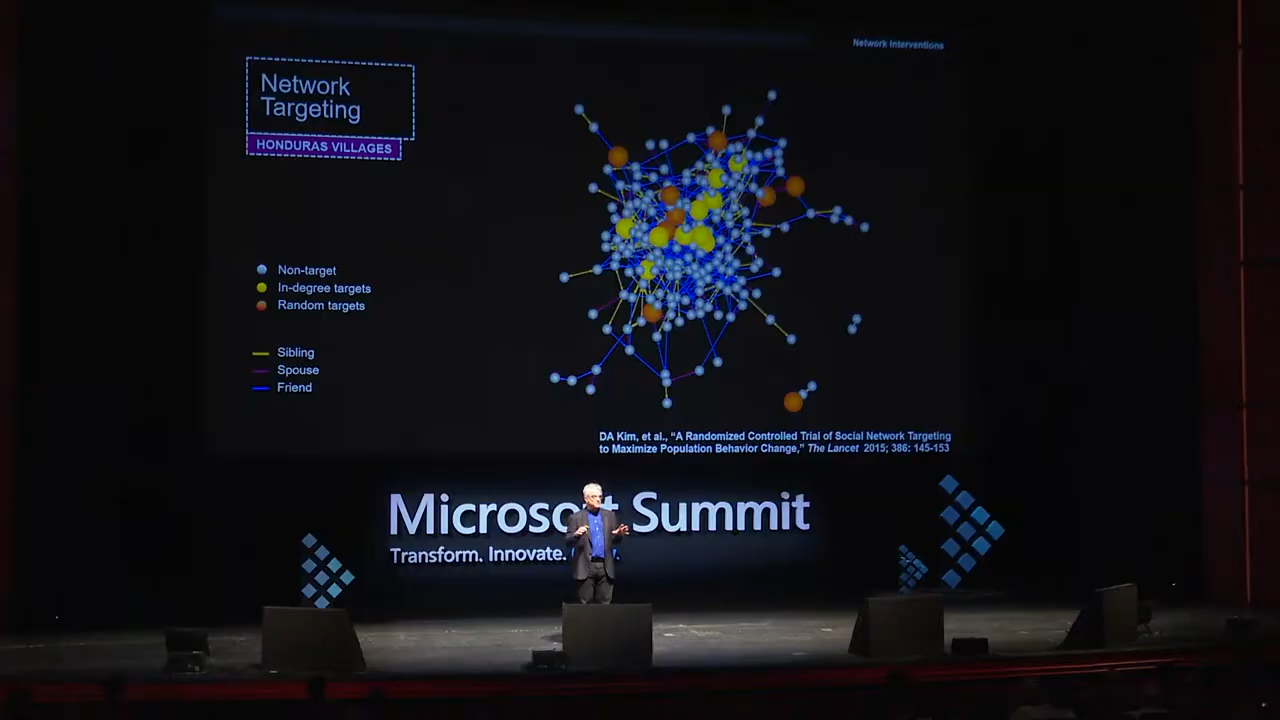 Network Interventions
Network
Targeting
HONDURAS VILLAGES
Non-target
In-degree targets
Random targets
Sibling
Spouse
Friend
DA Kim, et al., “A Randomized Controlled Trial of Social Network Targeting
to Maximize Population Behavior Change,” The Lancet 2015; 386: 145-153
Summit
Transform. Innovate.